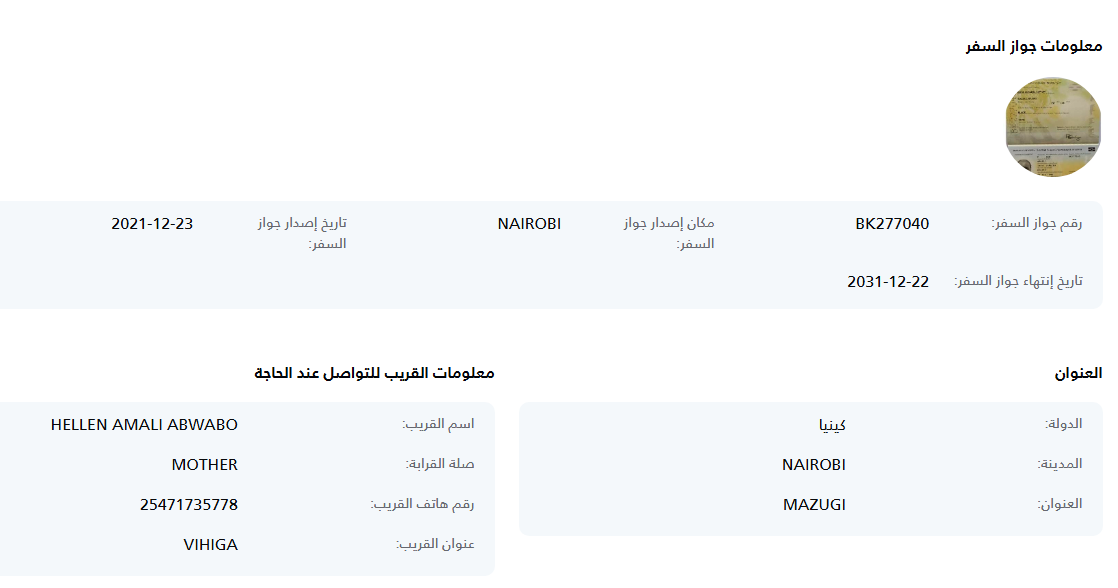 معلومات جواز السفر
رقم جواز السفر: BK277040
مكان إصدار جواز السفر: NAIROBI
تاريخ إصدار جواز السفر: 2021-12-23
تاريخ إنتهاء جواز السفر: 2031-12-22
العنوان
الدولة: كينيا
المدينة: NAIROBI
العنوان: MAZUGI
معلومات القريب للتواصل عند الحاجة
اسم القريب: HELLEN AMALI ABWABO
صلة القرابة: MOTHER
رقم هاتف القريب: 25471735778
عنوان القريب: VIHIGA